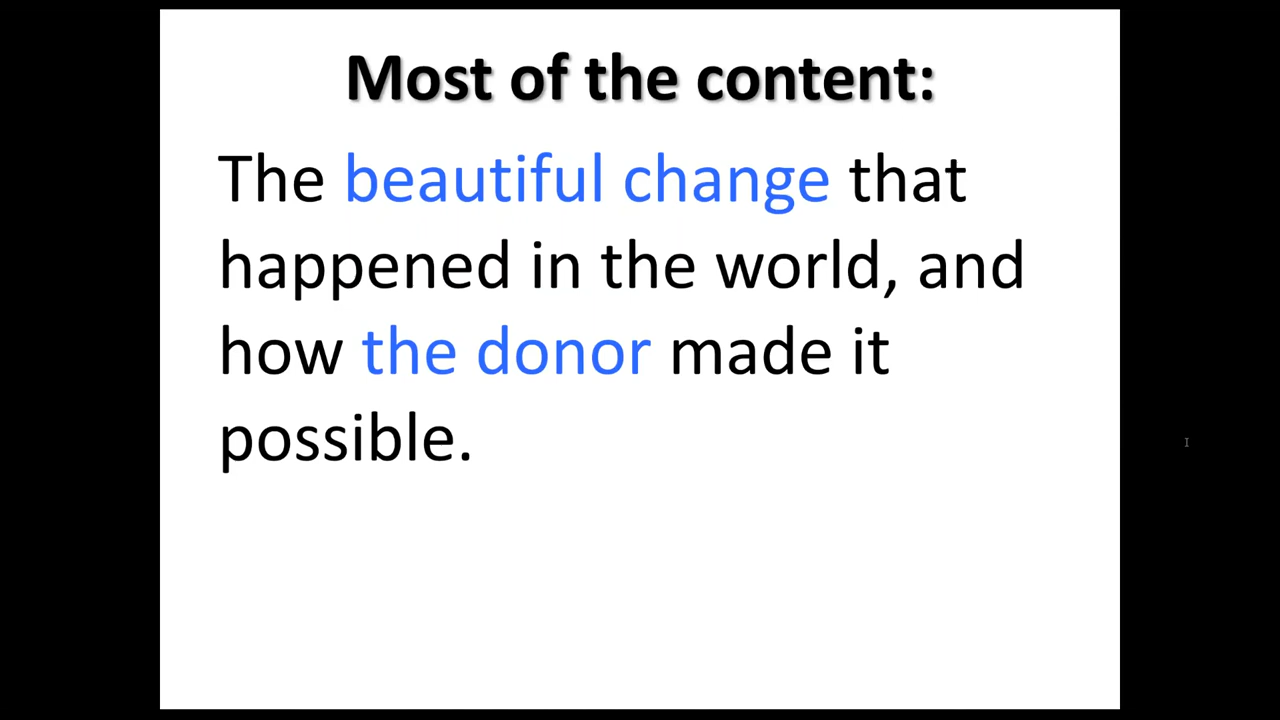 Most of the content:
The beautiful change that
happened in the world, and
how the donor made it
possible.